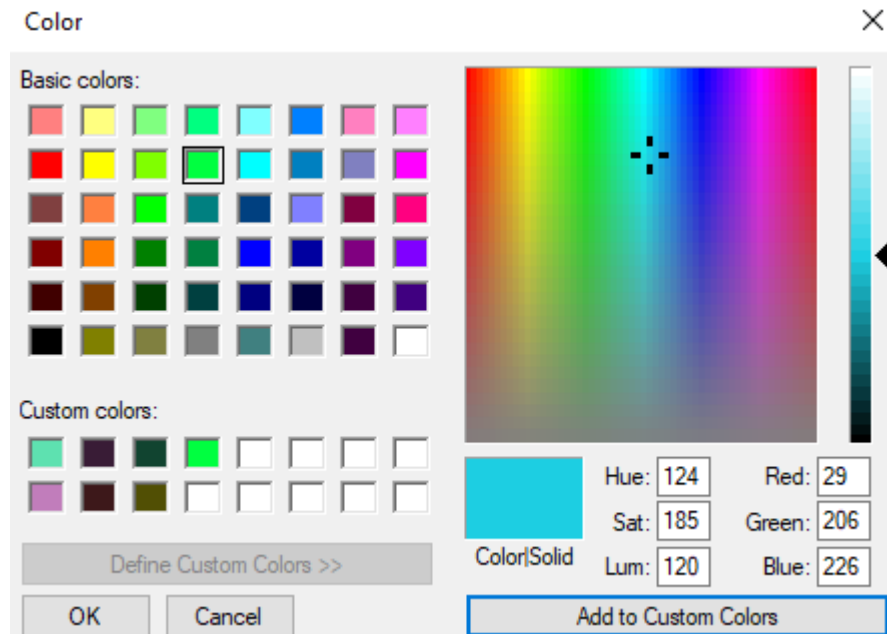 Color
Basic colors:
Custom colors:
Define Custom Colors >>
OK
Cancel
Color|Solid
Hue: 124
Sat: 185
Lum: 120
Red: 29
Green: 206
Blue: 226
Add to Custom Colors